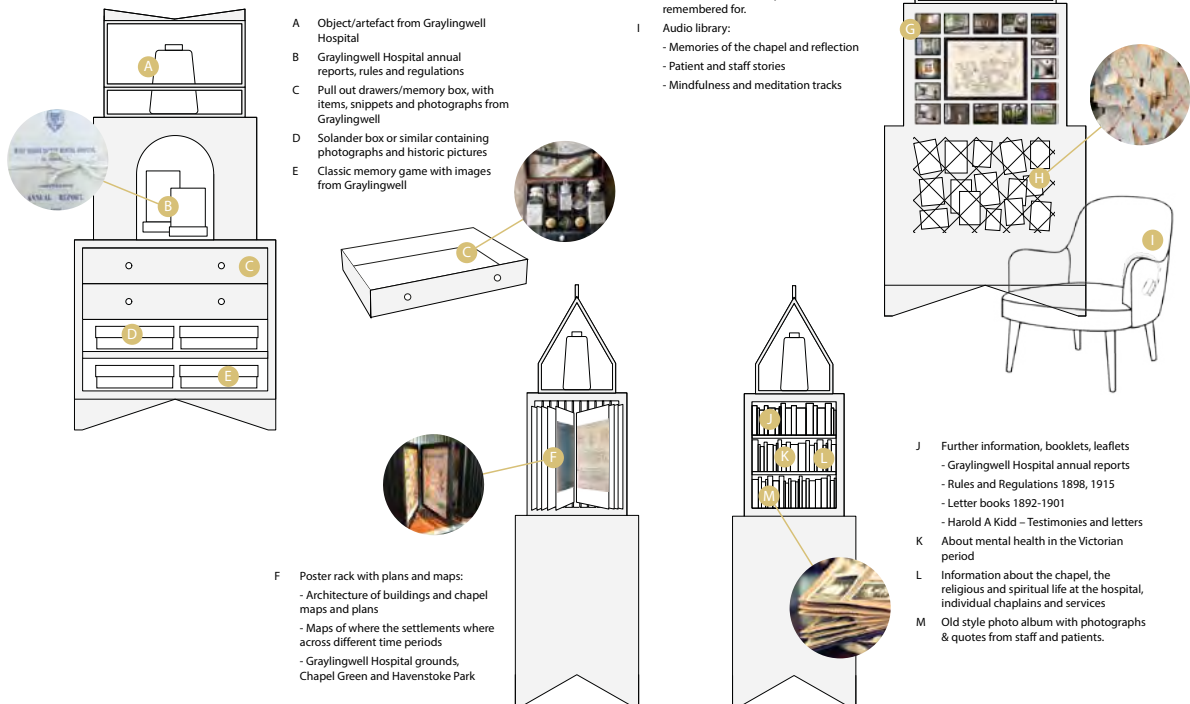 A Object/artefact from Graylingwell
Hospital
B Graylingwell Hospital annual
reports, rules and regulations
C Pull out drawers/memory box, with
items, snippets and photographs from
Graylingwell
D Solander box or similar containing
photographs and historic pictures
E Classic memory game with images
from Graylingwell
remembered for.
I Audio library:
- Memories of the chapel and reflection
- Patient and staff stories
- Mindfulness and meditation tracks
A
B
ANNUAL REPORT.
C
D
E
C
G
H
I
F
J
K
L
M
F Poster rack with plans and maps:
- Architecture of buildings and chapel
maps and plans
- Maps of where the settlements where
across different time periods
- Graylingwell Hospital grounds,
Chapel Green and Havenstoke Park
J Further information, booklets, leaflets
- Graylingwell Hospital annual reports
- Rules and Regulations 1898, 1915
- Letter books 1892-1901
- Harold A Kidd – Testimonies and letters
K About mental health in the Victorian
period
L Information about the chapel, the
religious and spiritual life at the hospital,
individual chaplains and services
M Old style photo album with photographs
& quotes from staff and patients.